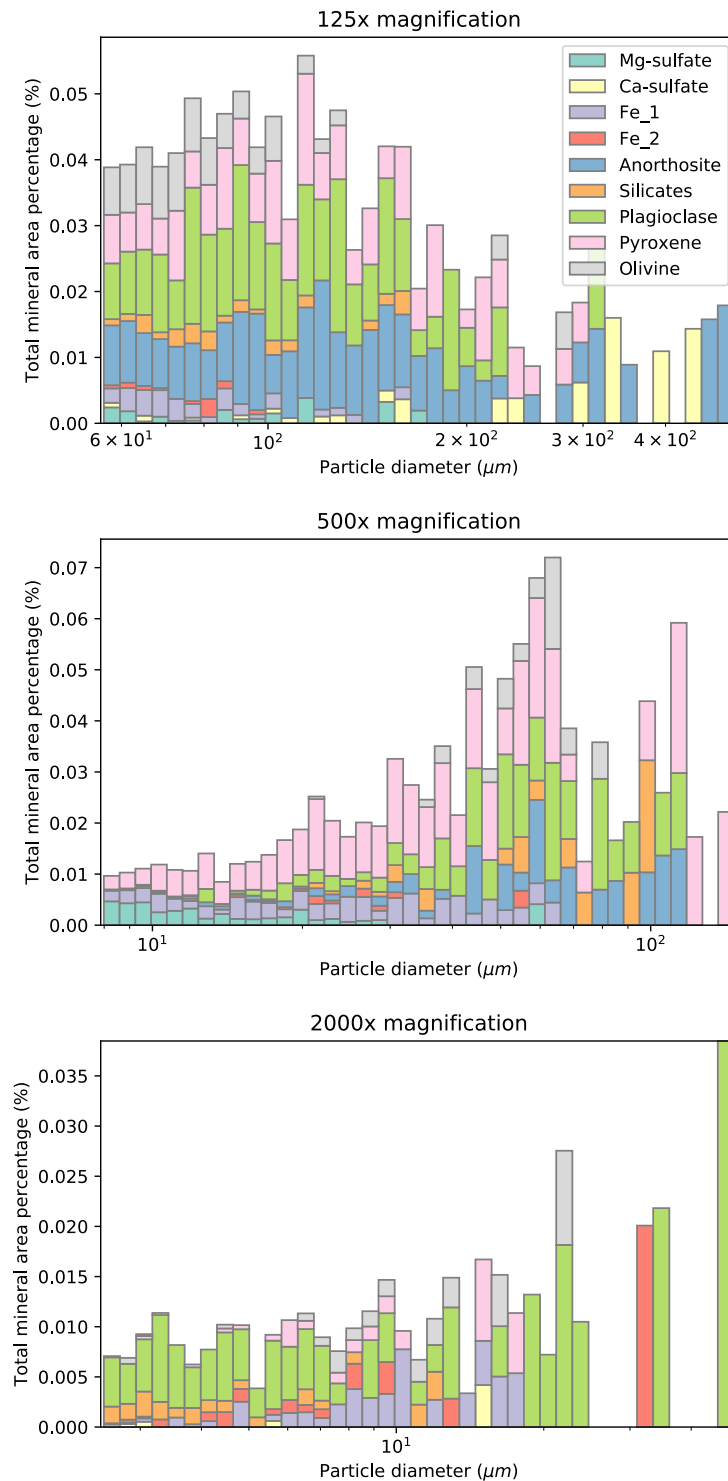 125x magnification
Total mineral area percentage (%)
0.05
0.04
0.03
0.02
0.01
0.00
Mg-sulfate
Ca-sulfate
Fe_1
Fe_2
Anorthosite
Silicates
Plagioclase
Pyroxene
Olivine
6 × 10¹ 10² 2 × 10² 3 × 10² 4 × 10²
Particle diameter (μm)
500x magnification
Total mineral area percentage (%)
0.07
0.06
0.05
0.04
0.03
0.02
0.01
0.00
10¹ 10²
Particle diameter (μm)
2000x magnification
Total mineral area percentage (%)
0.035
0.030
0.025
0.020
0.015
0.010
0.005
0.000
10¹
Particle diameter (μm)